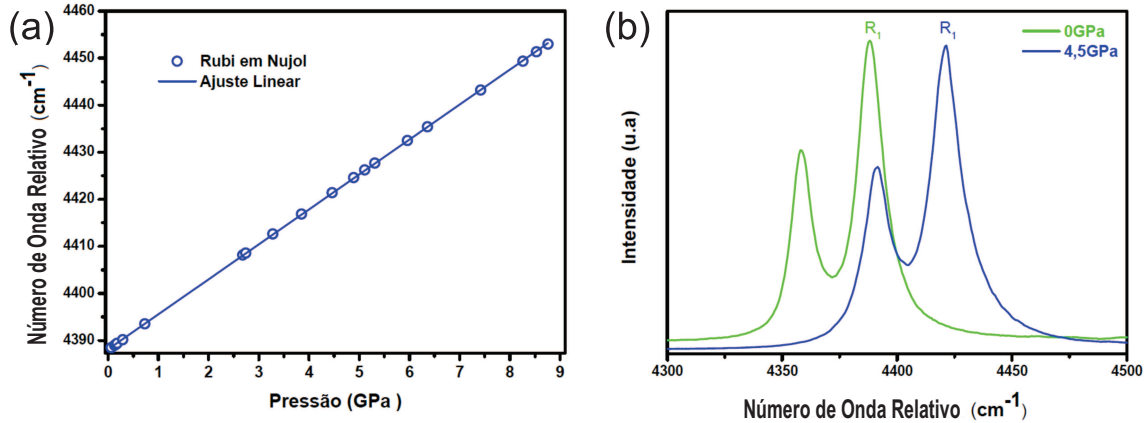 (a)
4460
4450
4440
4430
4420
4410
4400
4390
Número de Onda Relativo (cm-1)
Rubi em Nujol
Ajuste Linear
0 1 2 3 4 5 6 7 8 9
Pressão (GPa )
(b)
R1 R1
0GPa
4,5GPa
Intensidade (u.a)
4300 4350 4400 4450 4500
Número de Onda Relativo (cm-1)